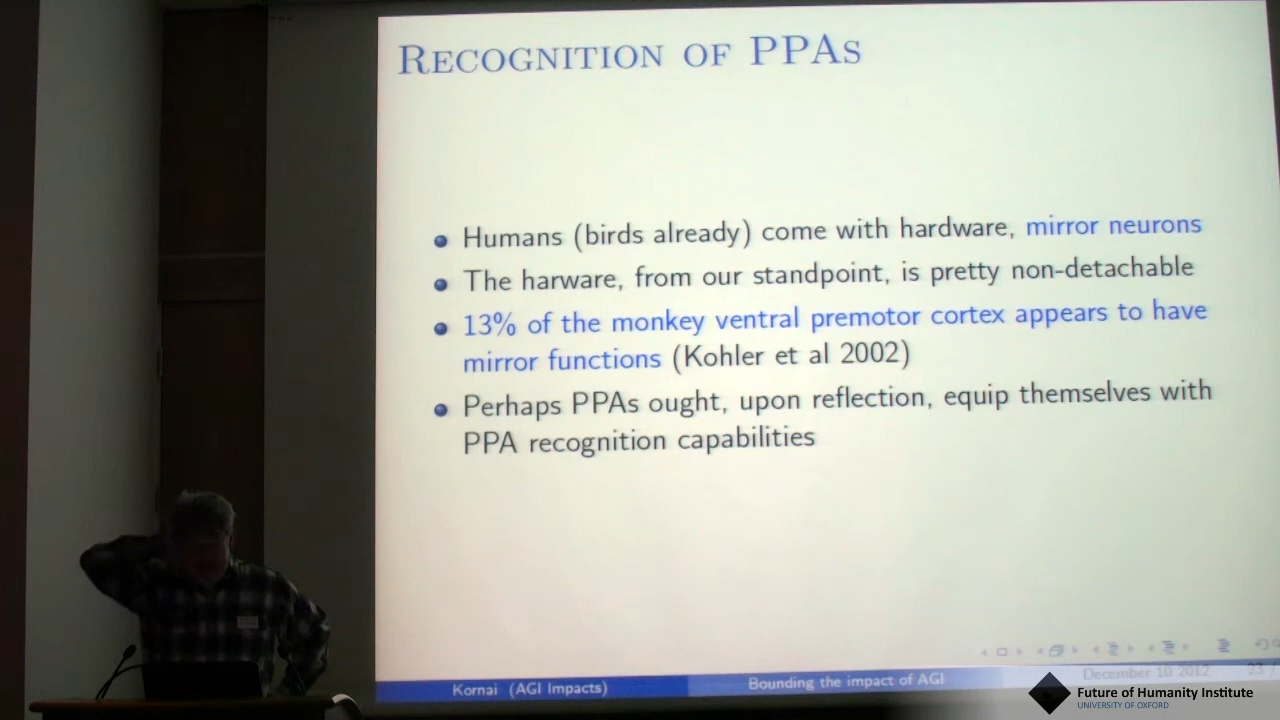 RECOGNITION OF PPAS
Humans (birds already) come with hardware, mirror neurons
The harware, from our standpoint, is pretty non-detachable
13% of the monkey ventral premotor cortex appears to have
mirror functions (Kohler et al 2002)
Perhaps PPAs ought, upon reflection, equip themselves with
PPA recognition capabilities
Kornai (AGI Impacts)
Bounding the impact of AGI
December 10 2012
Future of Humanity Institute
UNIVERSITY OF OXFORD